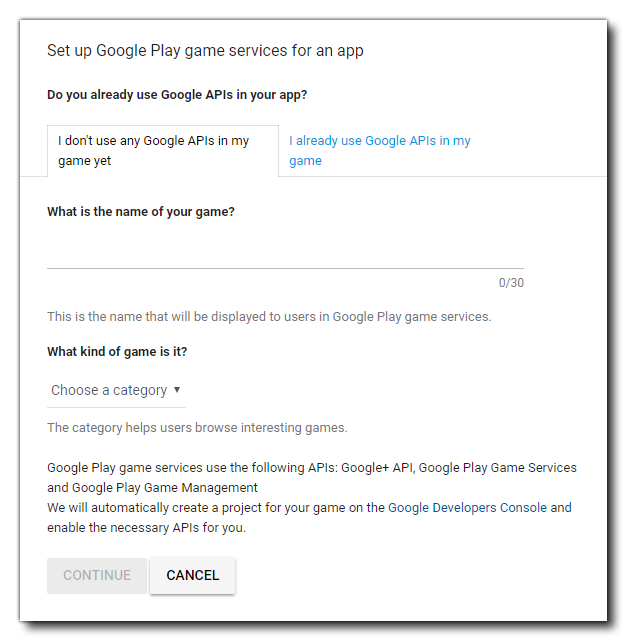 Set up Google Play game services for an app
Do you already use Google APIs in your app?
I don't use any Google APIs in my
game yet
I already use Google APIs in my
game
What is the name of your game?
0/30
This is the name that will be displayed to users in Google Play game services.
What kind of game is it?
Choose a category ▼
The category helps users browse interesting games.
Google Play game services use the following APIs: Google+ API, Google Play Game Services
and Google Play Game Management
We will automatically create a project for your game on the Google Developers Console and
enable the necessary APIs for you.
CONTINUE CANCEL